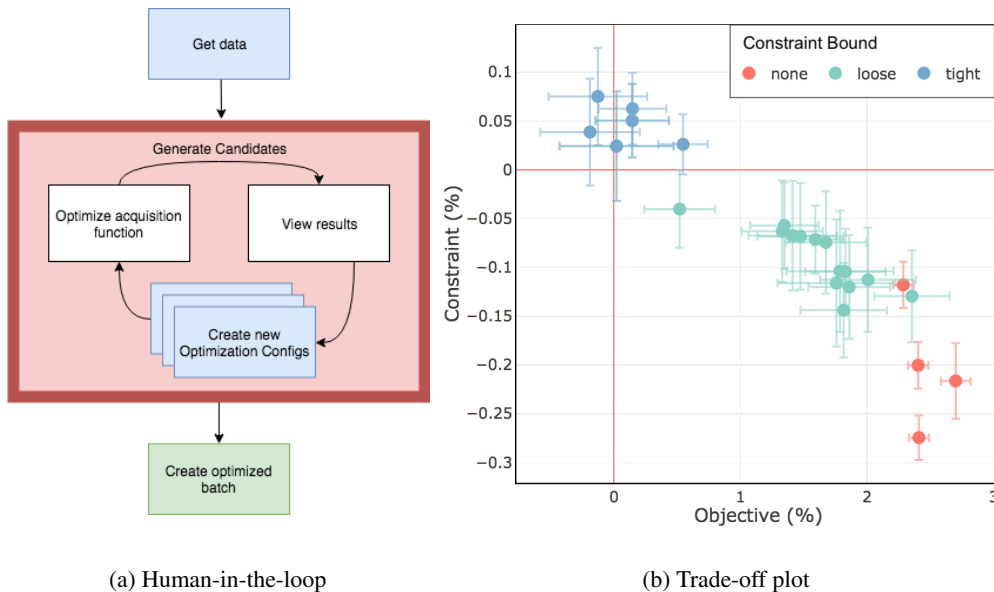 Get data
Generate Candidates
Optimize acquisition
function
View results
Create new
Optimization Configs
Create optimized
batch
(a) Human-in-the-loop
Constraint Bound
none
loose
tight
Constraint (%)
0.1
0.05
0
−0.05
−0.1
−0.15
−0.2
−0.25
−0.3
0
1
2
3
Objective (%)
(b) Trade-off plot